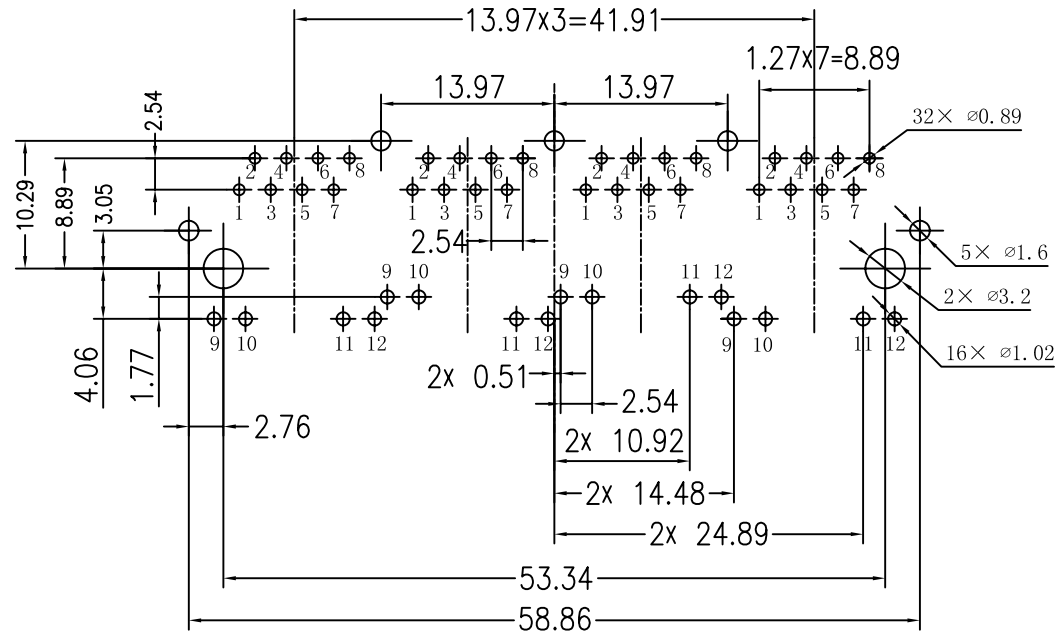 13.97x3=41.91
1.27x7=8.89
13.97 13.97
2.54
32× ⌀0.89
2 4 6 8 2 4 6 8 2 4 6 8 2 4 6 8
1 3 5 7 1 3 5 7 1 3 5 7 1 3 5 7
10.29
8.89
3.05
2.54
5× ⌀1.6
9 10 9 10 11 12
2× ⌀3.2
9 10 11 12 11 12 9 10 11 12
16× ⌀1.02
4.06
1.77
2x 0.51
2.54
2.76
2x 10.92
2x 14.48
2x 24.89
53.34
58.86